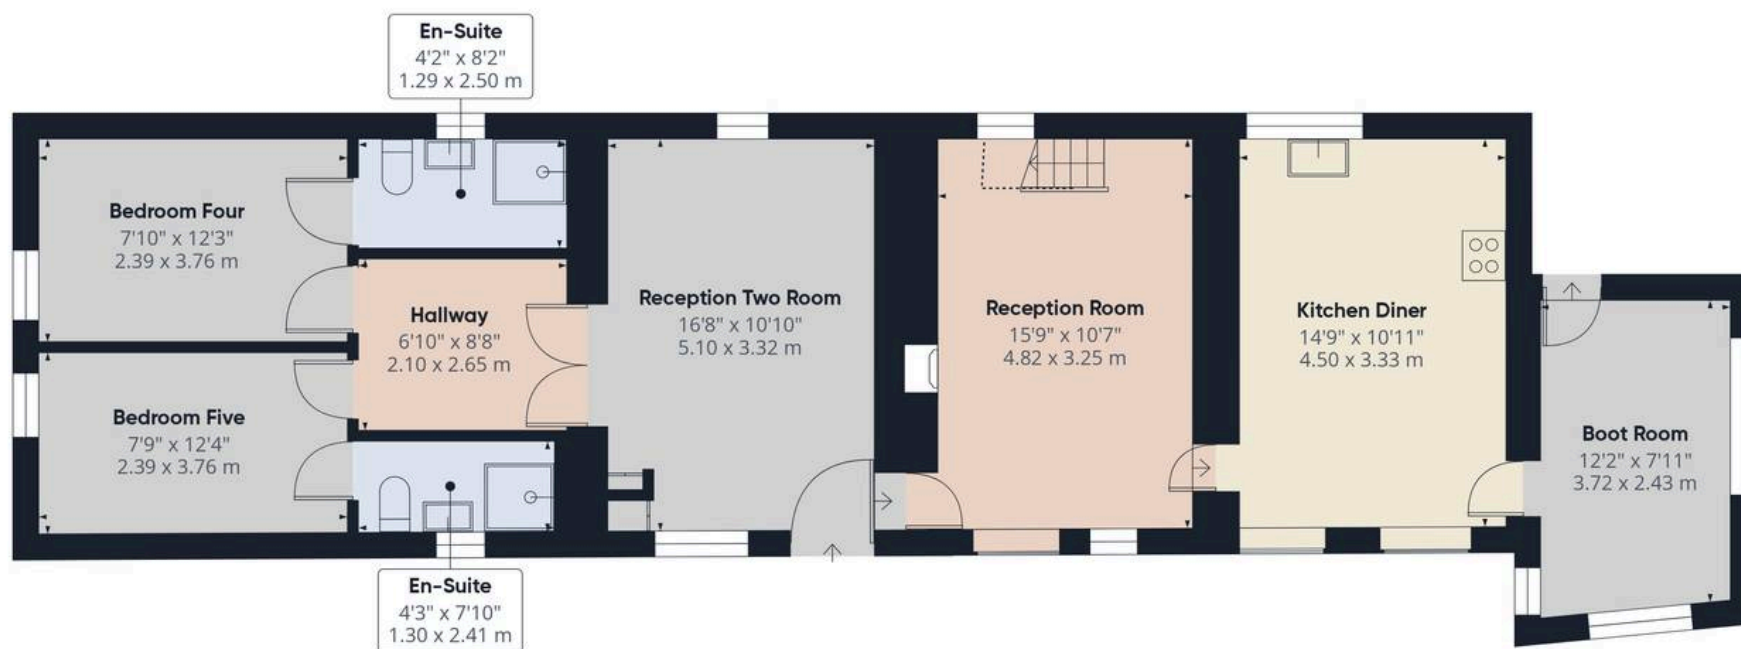 En-Suite
4'2" x 8'2"
1.29 x 2.50 m
Bedroom Four
7'10" x 12'3"
2.39 x 3.76 m
Hallway
6'10" x 8'8"
2.10 x 2.65 m
Reception Two Room
16'8" x 10'10"
5.10 x 3.32 m
Reception Room
15'9" x 10'7"
4.82 x 3.25 m
Kitchen Diner
14'9" x 10'11"
4.50 x 3.33 m
Bedroom Five
7'9" x 12'4"
2.39 x 3.76 m
Boot Room
12'2" x 7'11"
3.72 x 2.43 m
En-Suite
4'3" x 7'10"
1.30 x 2.41 m